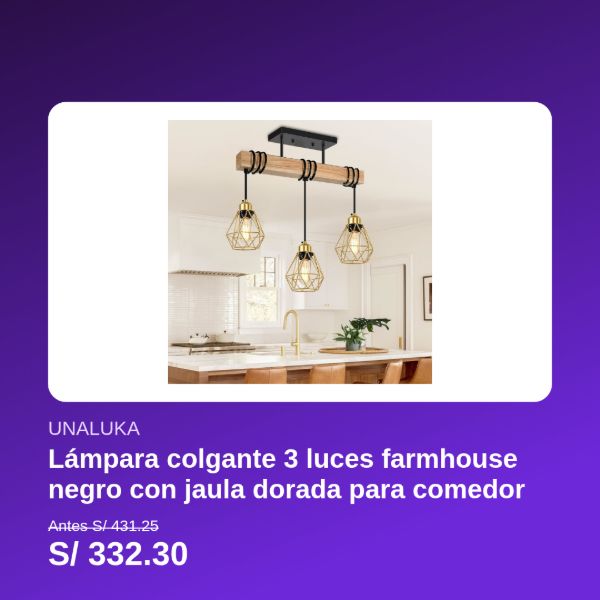 UNALUKA
Lámpara colgante 3 luces farmhouse
negro con jaula dorada para comedor
Antes S/ 431.25
S/ 332.30